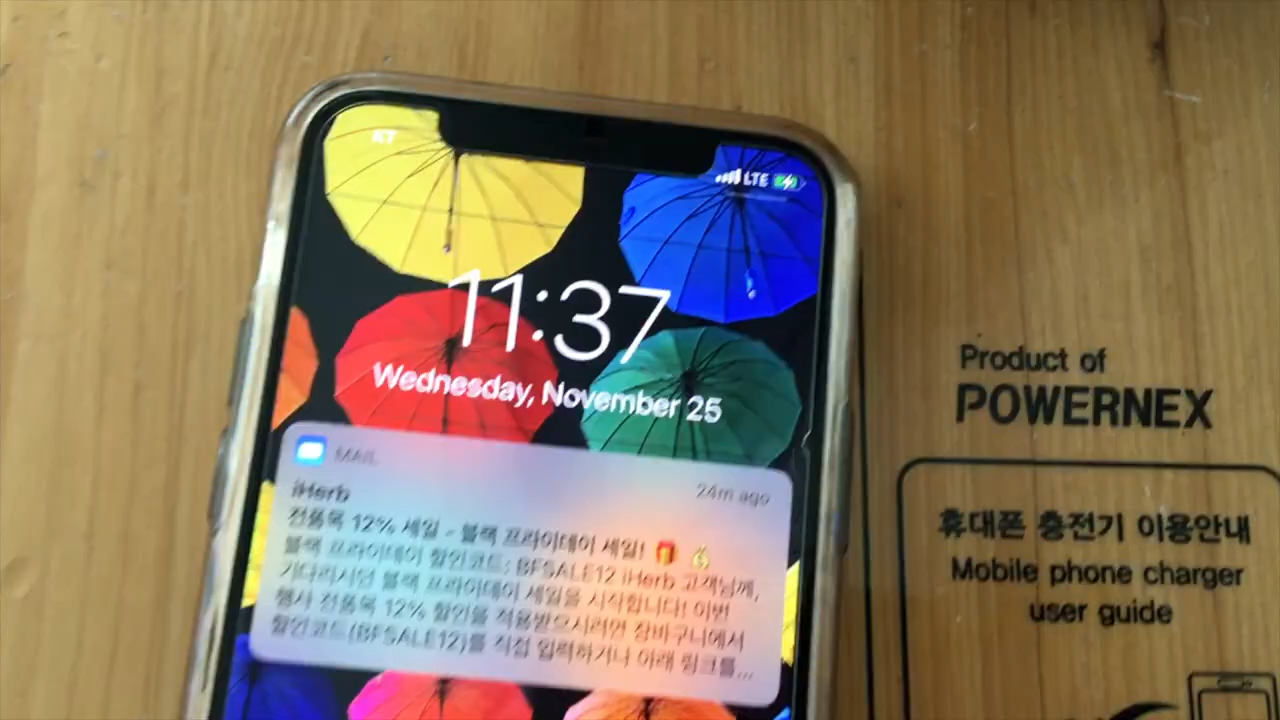 KT
LTE
11:37
Wednesday, November 25
MAIL
iHerb
24m ago
전품목 12% 세일 - 블랙 프라이데이 세일! 🎁 💰
블랙 프라이데이 할인코드: BFSALE12 iHerb 고객님께,
기다리시던 블랙 프라이데이 세일을 시작합니다! 이번
행사 전품목 12% 할인을 적용받으시려면 장바구니에서
할인코드(BFSALE12)를 직접 입력하거나 아래 링크를...
Product of
POWERNEX
휴대폰 충전기 이용안내
Mobile phone charger
user guide